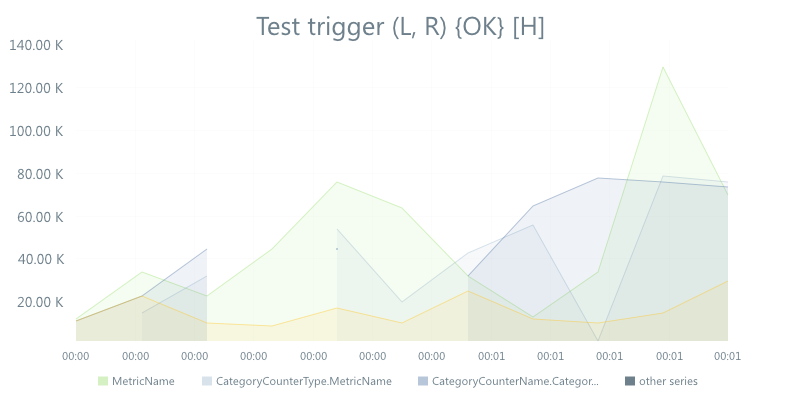 Test trigger (L, R) {OK} [H]
140.00 K
120.00 K
100.00 K
80.00 K
60.00 K
40.00 K
20.00 K
00:00 00:00 00:00 00:00 00:00 00:00 00:00 00:01 00:01 00:01 00:01 00:01
MetricName CategoryCounterType.MetricName CategoryCounterName.Categor... other series